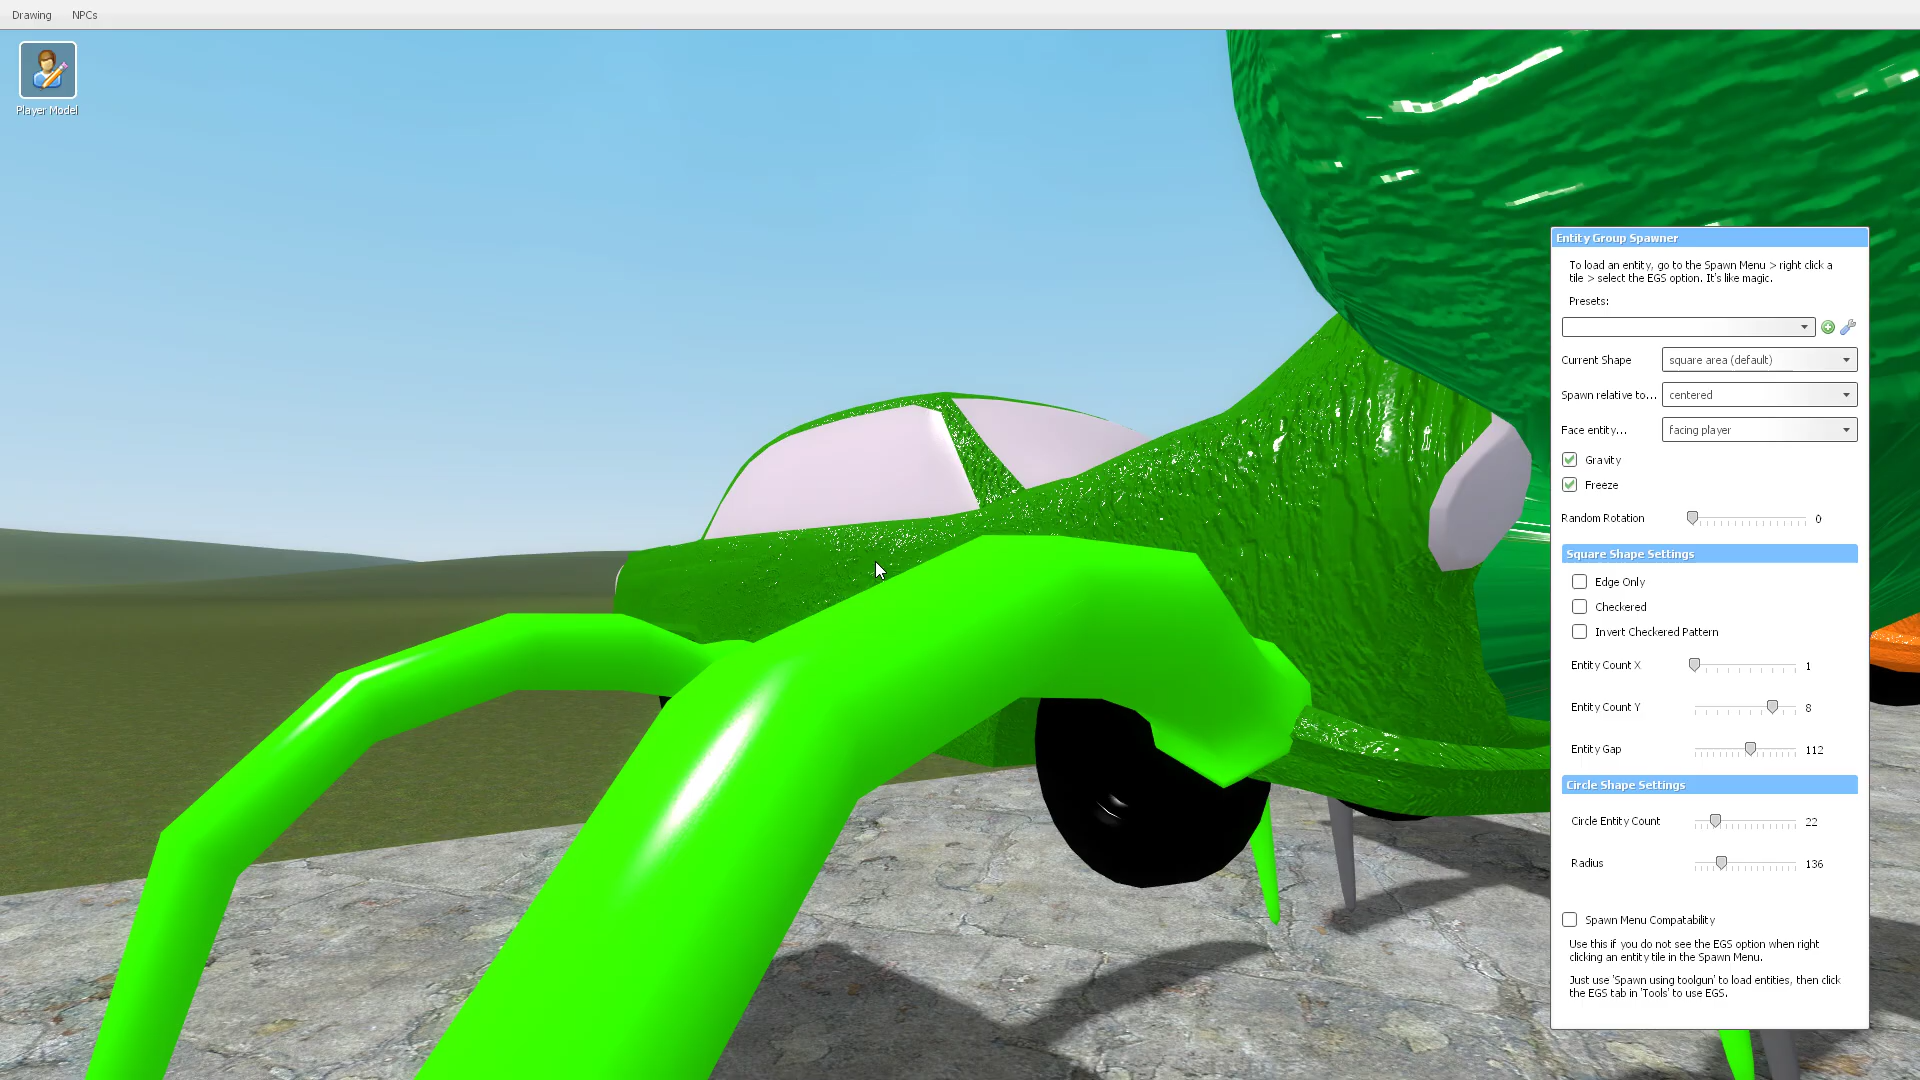 Drawing NPCs
Player Model
Entity Group Spawner
To load an entity, go to the Spawn Menu > right click a
tile > select the EGS option. It's like magic.
Presets:
Current Shape square area (default)
Spawn relative to... centered
Face entity... facing player
Gravity
Freeze
Random Rotation 0
Square Shape Settings
Edge Only
Checkered
Invert Checkered Pattern
Entity Count X 1
Entity Count Y 8
Entity Gap 112
Circle Shape Settings
Circle Entity Count 22
Radius 136
Spawn Menu Compatability
Use this if you do not see the EGS option when right
clicking an entity tile in the Spawn Menu.
Just use 'Spawn using toolgun' to load entities, then click
the EGS tab in 'Tools' to use EGS.